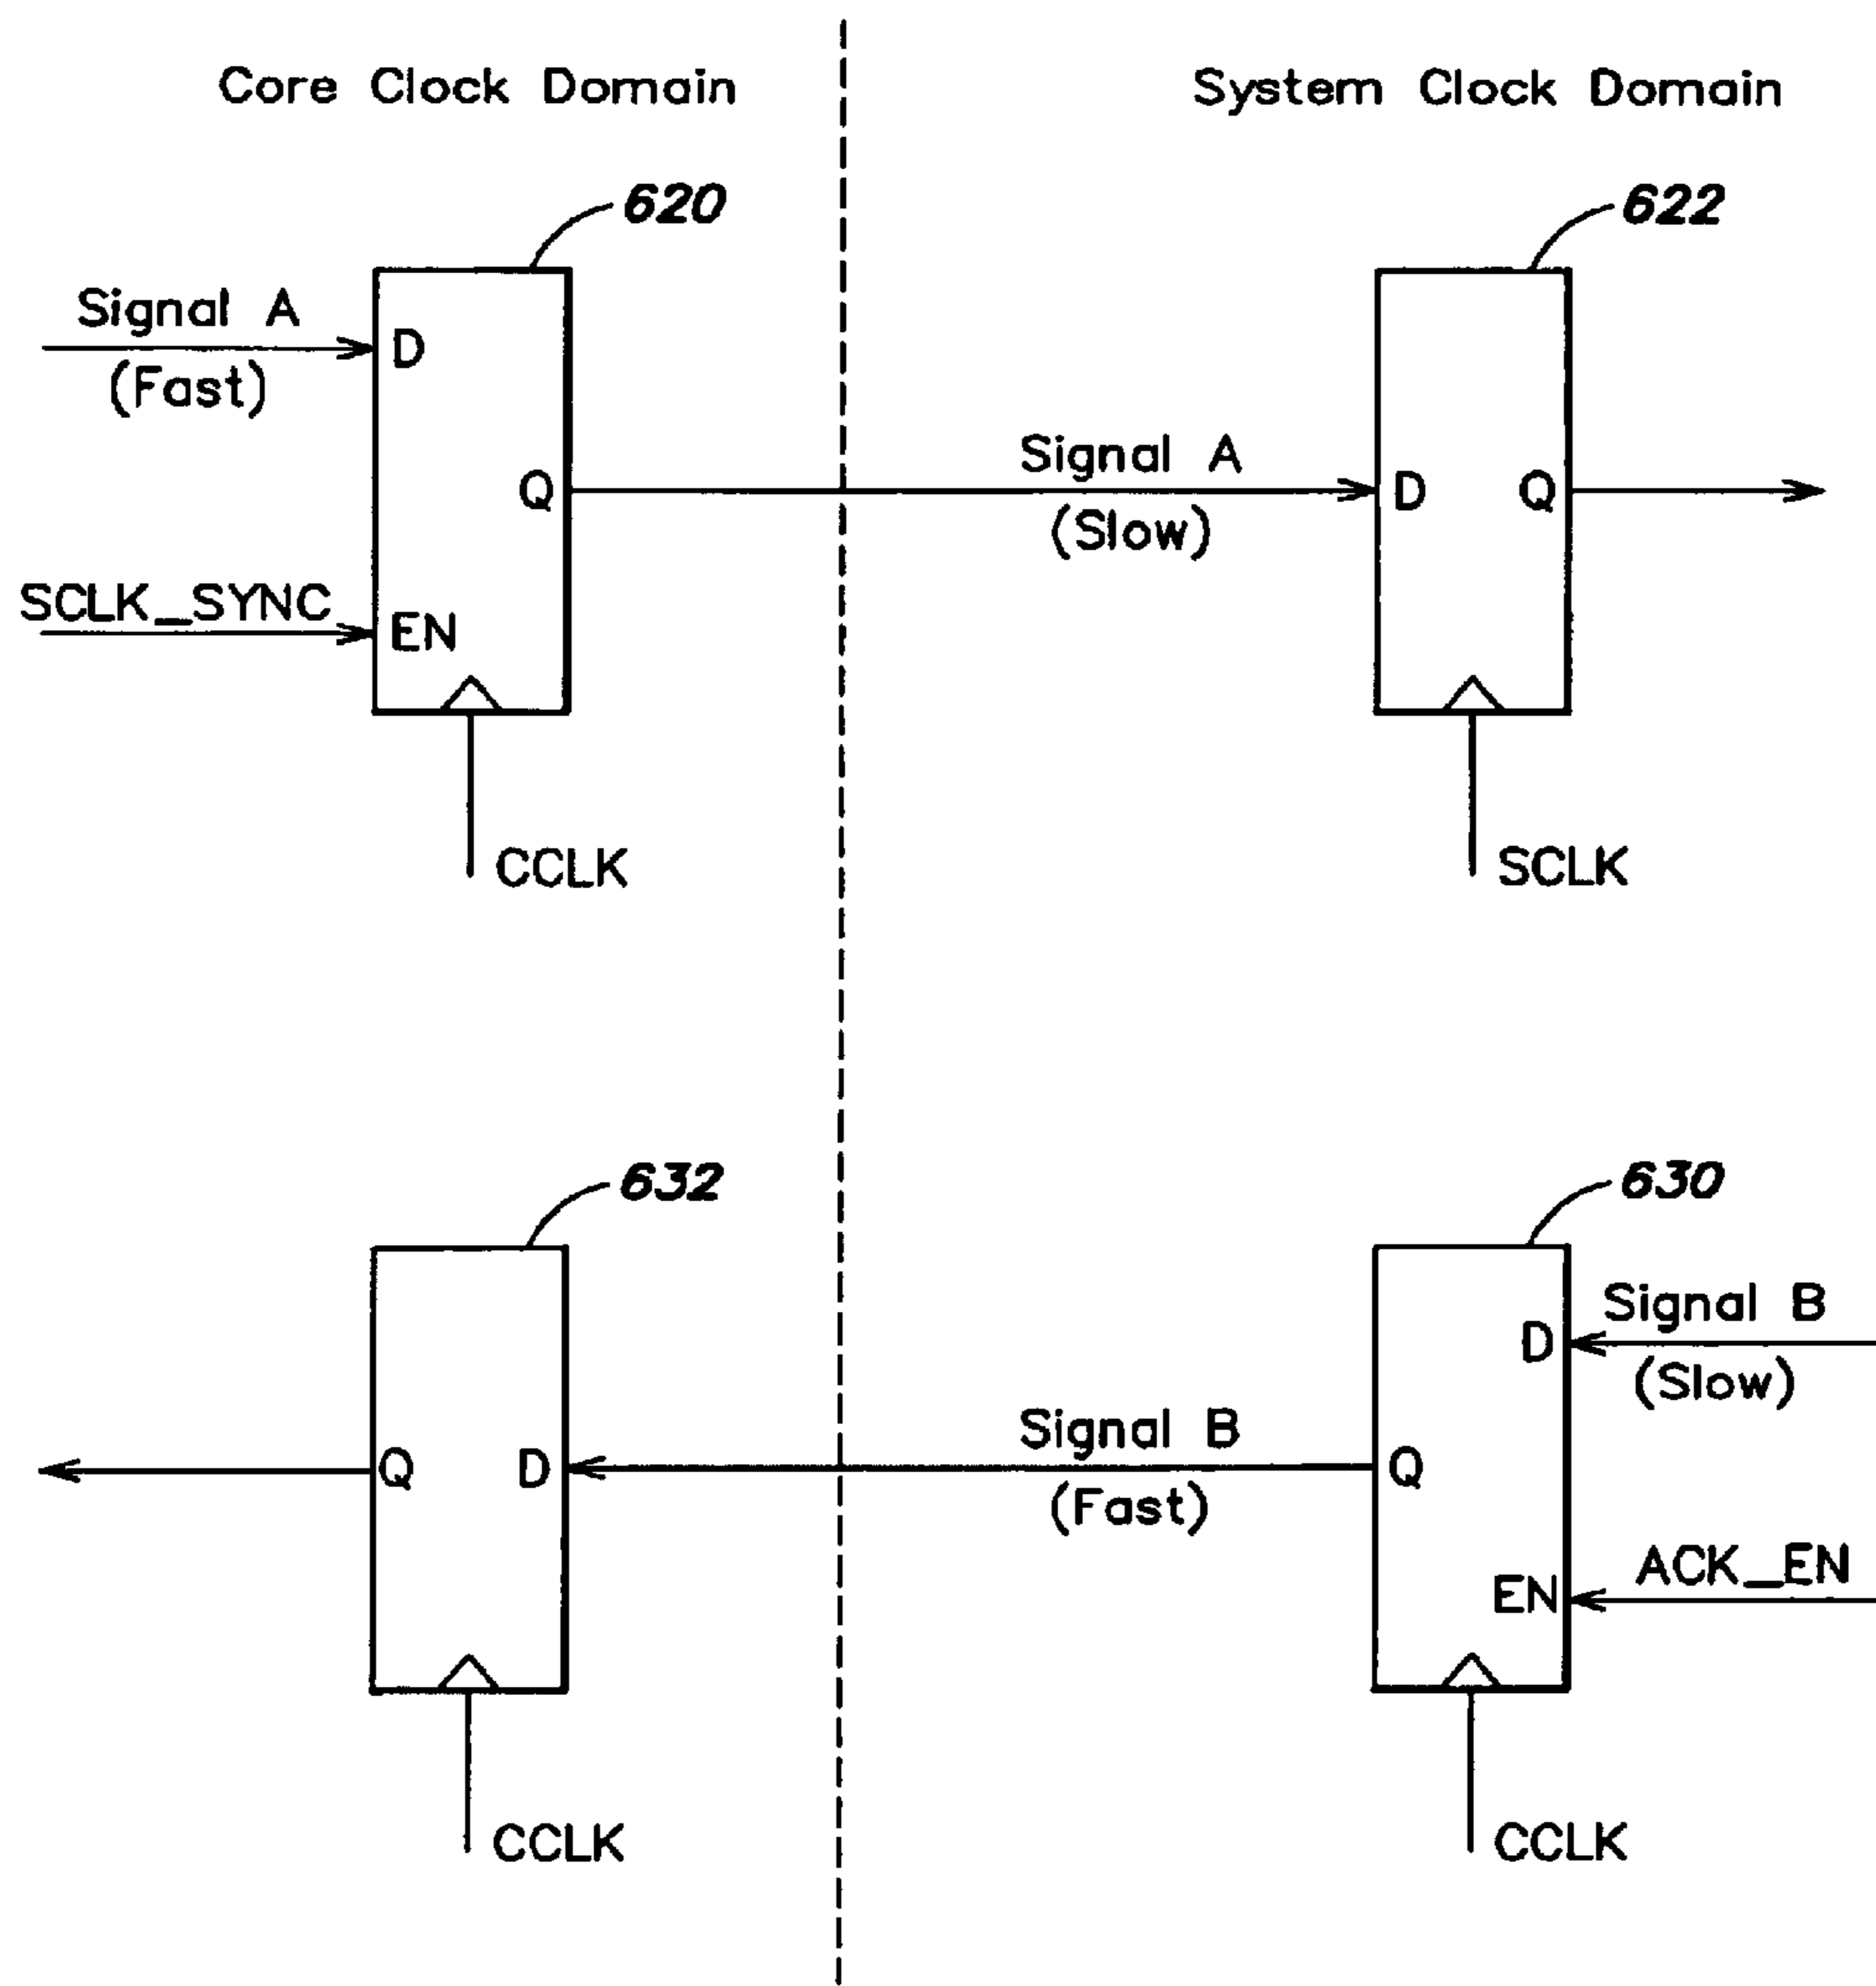 Core Clock Domain
System Clock Domain
620
622
Signal A
(Fast)
D
Q
Signal A
(Slow)
D
Q
SCLK_SYNC
EN
CCLK
SCLK
632
630
Signal B
(Slow)
D
Q
D
Signal B
(Fast)
Q
ACK_EN
EN
CCLK
CCLK